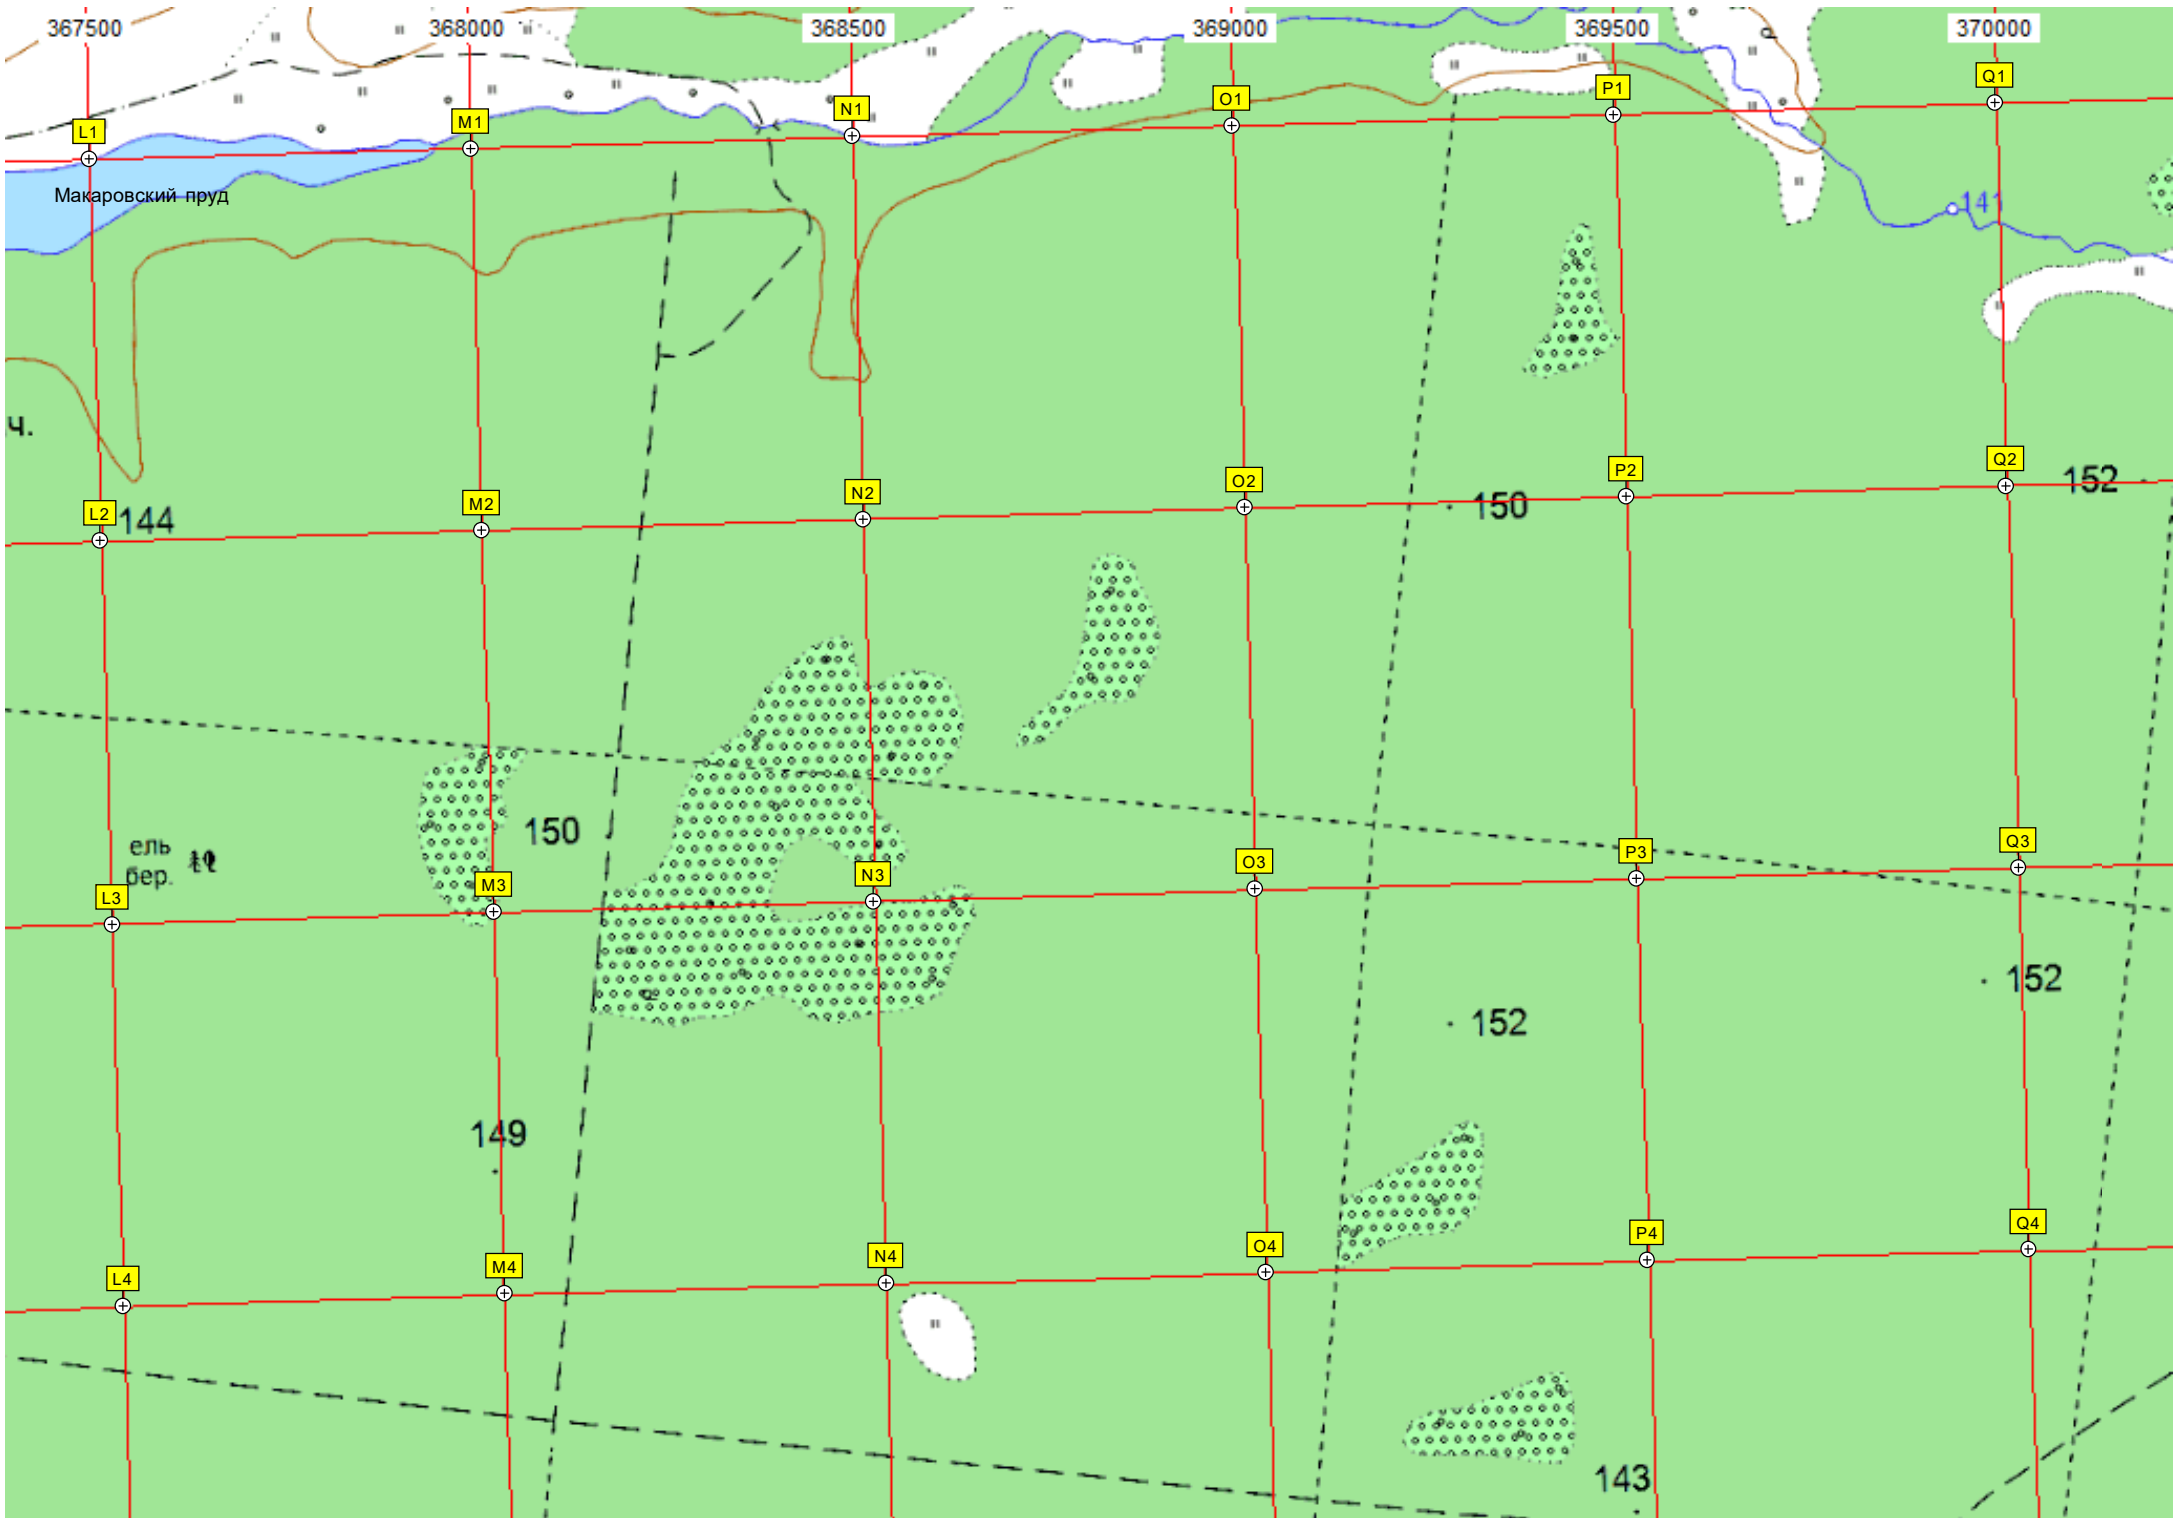 367500 368000 368500 369000 369500 370000
Q1
P1
O1
N1
M1
L1
Макаровский пруд
141
ч.
Q2
152
P2
150
O2
N2
M2
L2 144
150
ель
бер.
Q3
P3
O3
N3
M3
L3
152
152
149
Q4
P4
O4
N4
M4
L4
143